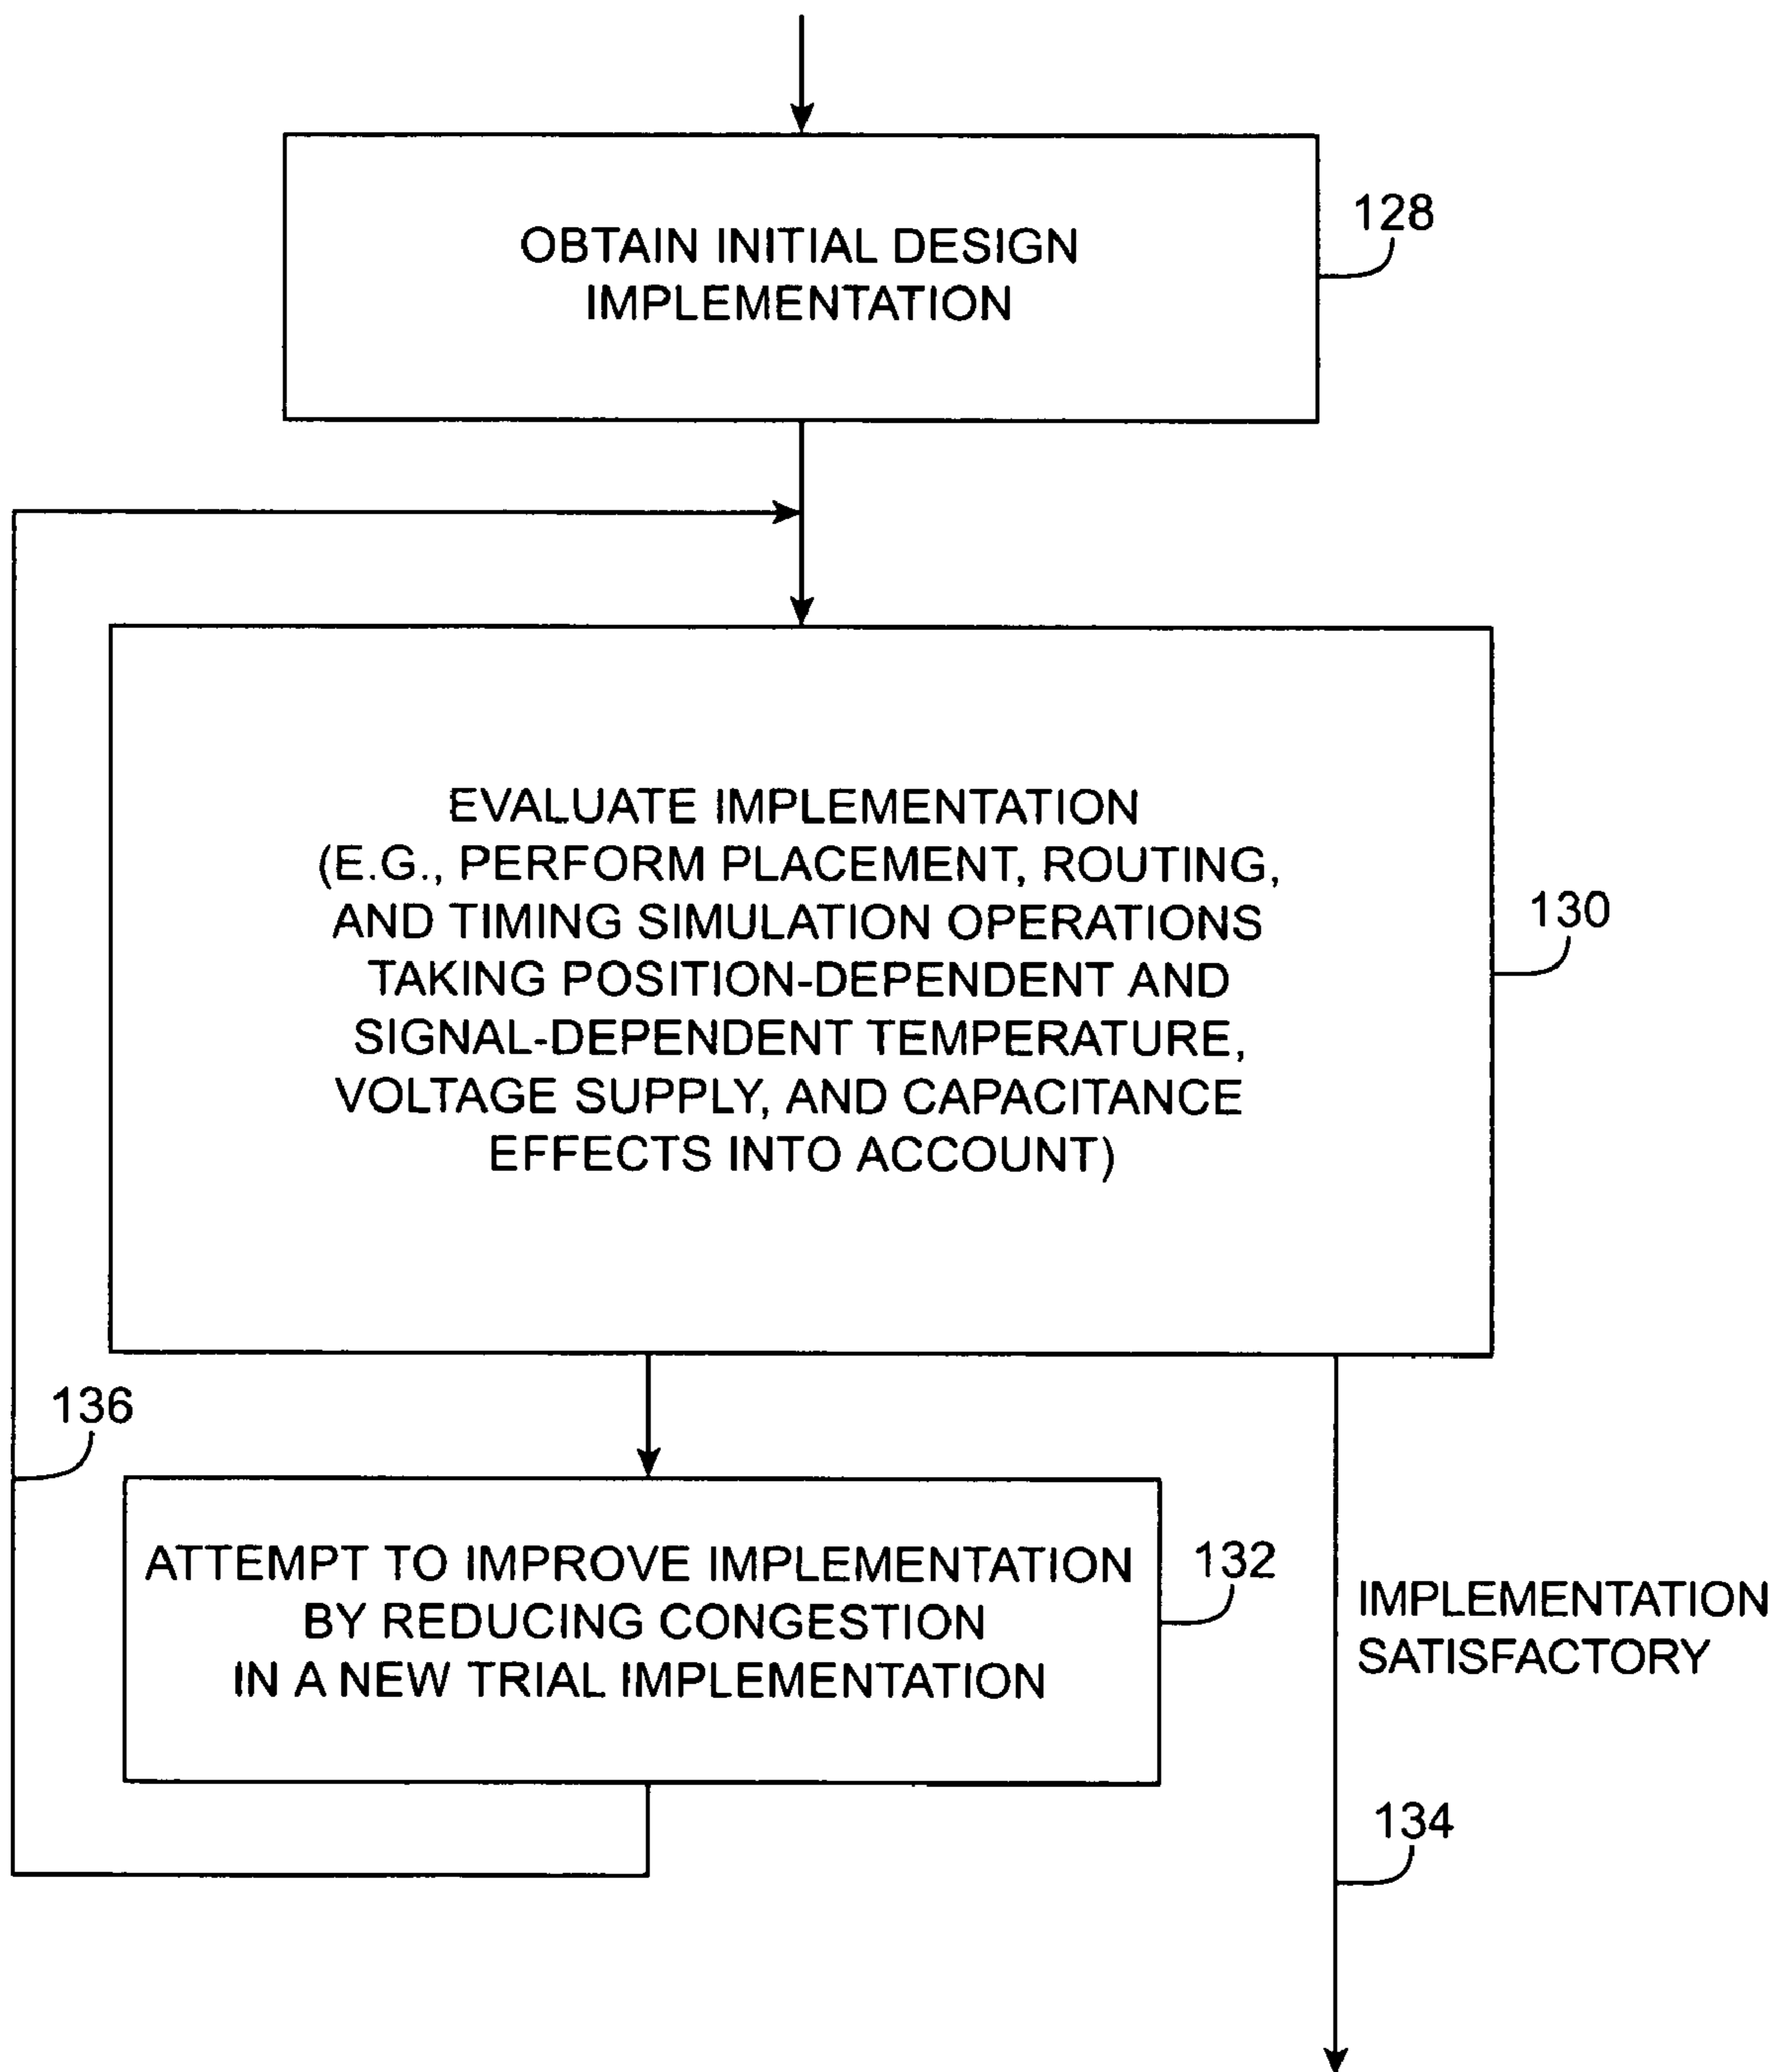 OBTAIN INITIAL DESIGN
IMPLEMENTATION
128
EVALUATE IMPLEMENTATION
(E.G., PERFORM PLACEMENT, ROUTING,
AND TIMING SIMULATION OPERATIONS
TAKING POSITION-DEPENDENT AND
SIGNAL-DEPENDENT TEMPERATURE,
VOLTAGE SUPPLY, AND CAPACITANCE
EFFECTS INTO ACCOUNT)
130
136
ATTEMPT TO IMPROVE IMPLEMENTATION
BY REDUCING CONGESTION
IN A NEW TRIAL IMPLEMENTATION
132
IMPLEMENTATION
SATISFACTORY
134